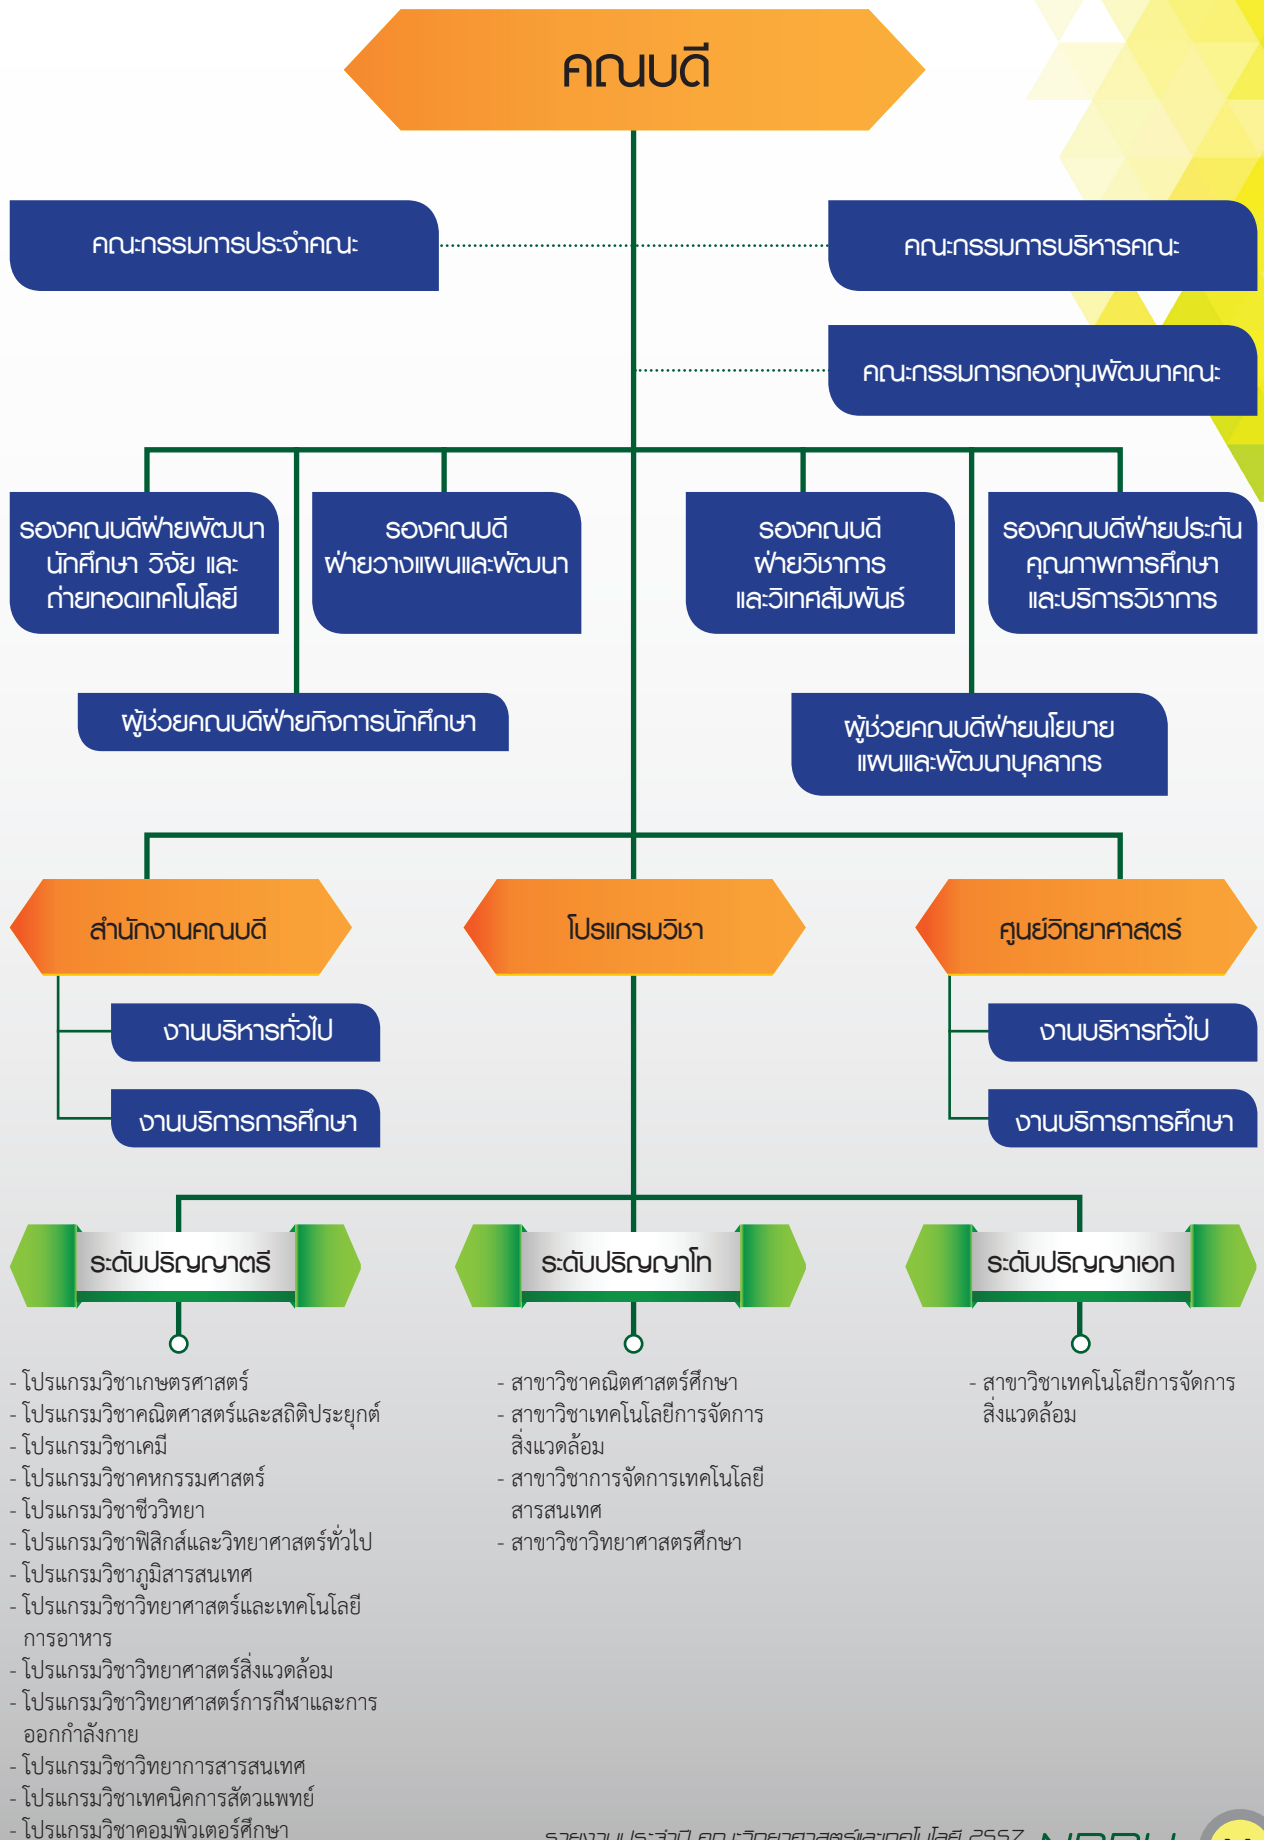 คณบดี
คณะกรรมการประจำคณะ
คณะกรรมการบริหารคณะ
คณะกรรมการกองทุนพัฒนาคณะ
รองคณบดีฝ่ายพัฒนา
นักศึกษา วิจัย และ
ถ่ายทอดเทคโนโลยี
รองคณบดี
ฝ่ายวางแผนและพัฒนา
รองคณบดี
ฝ่ายวิชาการ
และวิเทศสัมพันธ์
รองคณบดีฝ่ายประกัน
คุณภาพการศึกษา
และบริการวิชาการ
ผู้ช่วยคณบดีฝ่ายกิจการนักศึกษา
ผู้ช่วยคณบดีฝ่ายนโยบาย
แผนและพัฒนาบุคลากร
สำนักงานคณบดี
โปรแกรมวิชา
ศูนย์วิทยาศาสตร์
งานบริหารทั่วไป
งานบริการการศึกษา
งานบริหารทั่วไป
งานบริการการศึกษา
ระดับปริญญาตรี
ระดับปริญญาโท
ระดับปริญญาเอก
- โปรแกรมวิชาเกษตรศาสตร์
- โปรแกรมวิชาคณิตศาสตร์และสถิติประยุกต์
- โปรแกรมวิชาเคมี
- โปรแกรมวิชาคหกรรมศาสตร์
- โปรแกรมวิชาชีววิทยา
- โปรแกรมวิชาฟิสิกส์และวิทยาศาสตร์ทั่วไป
- โปรแกรมวิชาภูมิสารสนเทศ
- โปรแกรมวิชาวิทยาศาสตร์และเทคโนโลยี
การอาหาร
- โปรแกรมวิชาวิทยาศาสตร์สิ่งแวดล้อม
- โปรแกรมวิชาวิทยาศาสตร์การกีฬาและการ
ออกกำลังกาย
- โปรแกรมวิชาวิทยาการสารสนเทศ
- โปรแกรมวิชาเทคนิคการสัตวแพทย์
- โปรแกรมวิชาคอมพิวเตอร์ศึกษา
- สาขาวิชาคณิตศาสตร์ศึกษา
- สาขาวิชาเทคโนโลยีการจัดการ
สิ่งแวดล้อม
- สาขาวิชาการจัดการเทคโนโลยี
สารสนเทศ
- สาขาวิชาวิทยาศาสตรศึกษา
- สาขาวิชาเทคโนโลยีการจัดการ
สิ่งแวดล้อม
รายงานประจำปี คณะวิทยาศาสตร์และเทคโนโลยี 2557